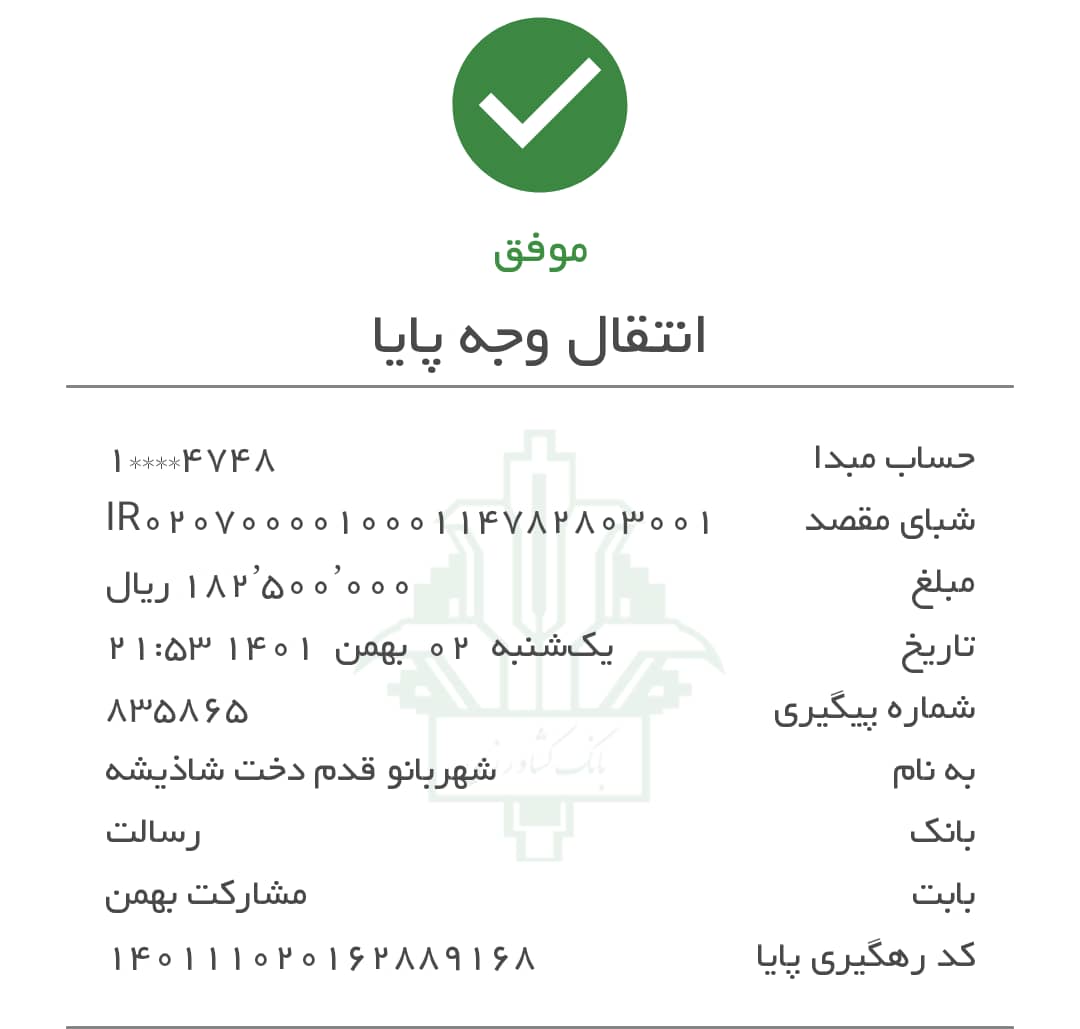 موفق
انتقال وجه پایا
حساب مبدا ۱****۴۷۴۸
شبای مقصد IR۰۲۰۷۰۰۰۰۱۰۰۰۱۱۴۷۸۲۸۰۳۰۰۱
مبلغ ۱۸۲٬۵۰۰٬۰۰۰ ریال
تاریخ یک‌شنبه ۰۲ بهمن ۱۴۰۱ ۲۱:۵۳
شماره پیگیری ۸۳۵۸۶۵
به نام شهربانو قدم دخت شاذیشه
بانک رسالت
بابت مشارکت بهمن
کد رهگیری پایا ۱۴۰۱۱۱۰۲۰۱۶۲۸۸۹۱۶۸
بانک کشاورزی